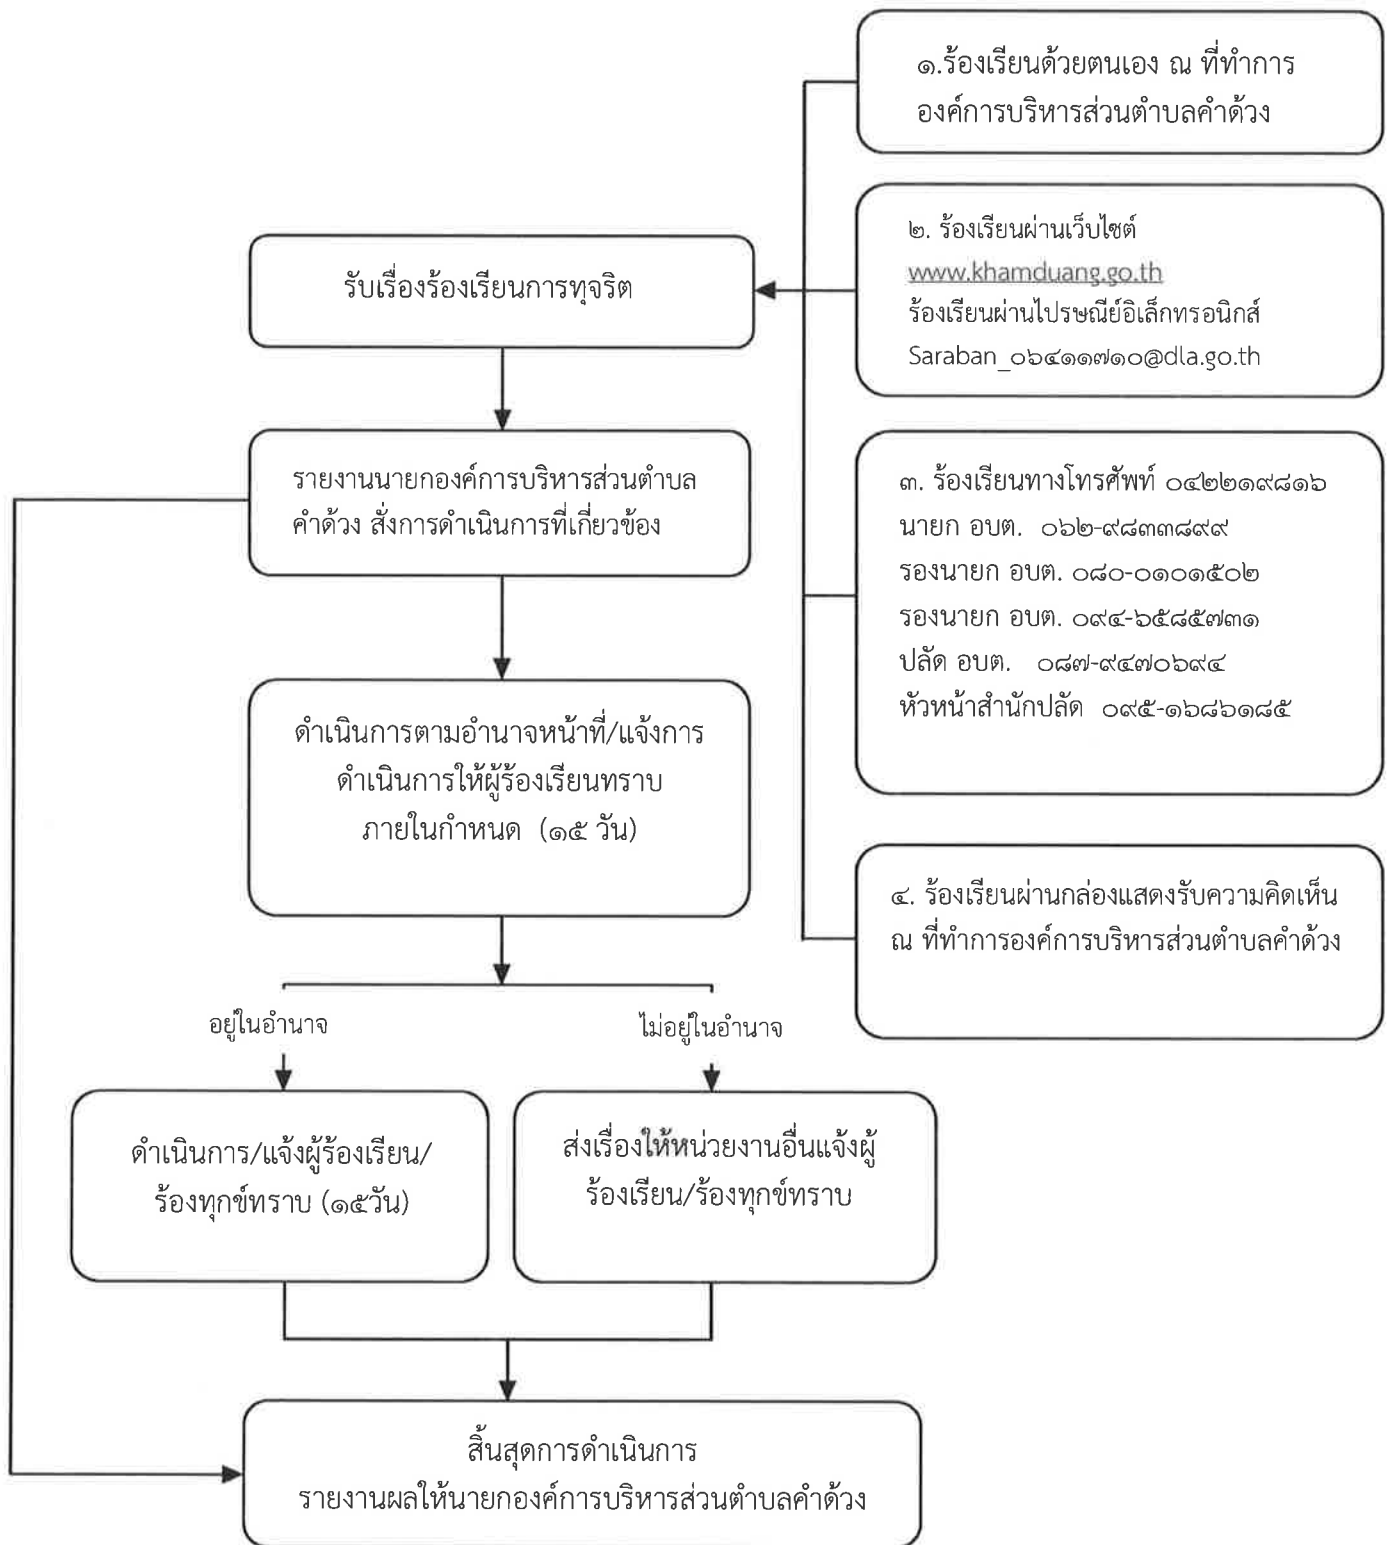 ๑.ร้องเรียนด้วยตนเอง ณ ที่ทำการ
องค์การบริหารส่วนตำบลคำด้วง
๒. ร้องเรียนผ่านเว็บไซต์
www.khamduang.go.th
ร้องเรียนผ่านไปรษณีย์อิเล็กทรอนิกส์
Saraban_๐๖๔๑๑๗๑๐@dla.go.th
รับเรื่องร้องเรียนการทุจริต
รายงานนายกองค์การบริหารส่วนตำบล
คำด้วง สั่งการดำเนินการที่เกี่ยวข้อง
๓. ร้องเรียนทางโทรศัพท์ ๐๔๒๒๑๙๘๑๖
นายก อบต. ๐๖๒-๙๘๓๓๘๙๙
รองนายก อบต. ๐๘๐-๐๑๐๑๕๐๒
รองนายก อบต. ๐๙๔-๖๕๘๕๗๓๑
ปลัด อบต. ๐๘๗-๙๔๗๐๖๙๔
หัวหน้าสำนักปลัด ๐๙๕-๑๖๘๖๑๘๕
ดำเนินการตามอำนาจหน้าที่/แจ้งการ
ดำเนินการให้ผู้ร้องเรียนทราบ
ภายในกำหนด (๑๕ วัน)
๔. ร้องเรียนผ่านกล่องแสดงรับความคิดเห็น
ณ ที่ทำการองค์การบริหารส่วนตำบลคำด้วง
อยู่ในอำนาจ
ไม่อยู่ในอำนาจ
ดำเนินการ/แจ้งผู้ร้องเรียน/
ร้องทุกข์ทราบ (๑๕วัน)
ส่งเรื่องให้หน่วยงานอื่นแจ้งผู้
ร้องเรียน/ร้องทุกข์ทราบ
สิ้นสุดการดำเนินการ
รายงานผลให้นายกองค์การบริหารส่วนตำบลคำด้วง